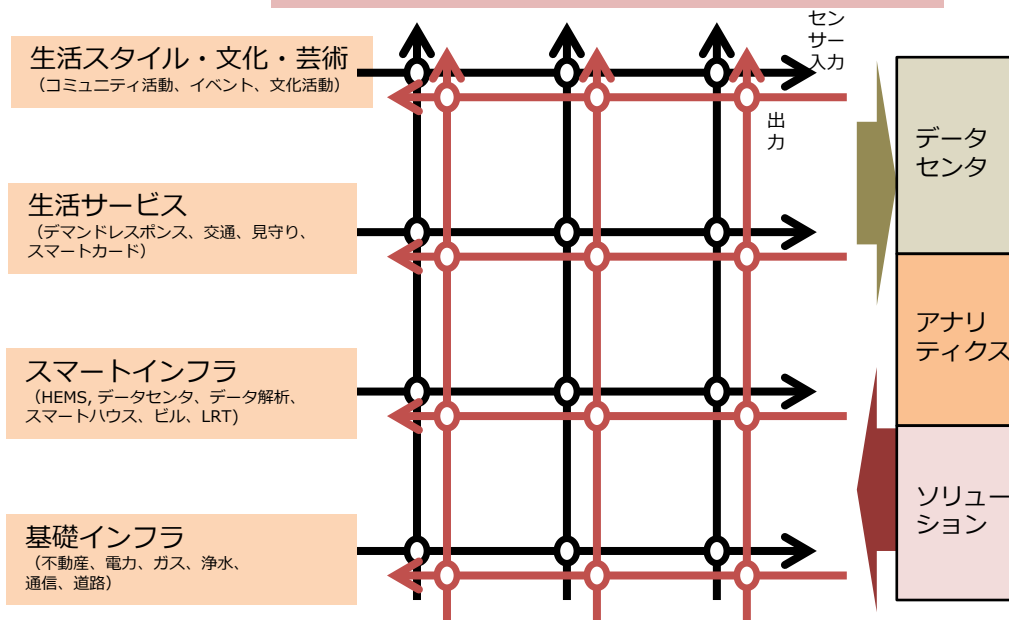 生活スタイル・文化・芸術
（コミュニティ活動、イベント、文化活動）
セン
サー
入力
出
力
データ
センタ
生活サービス
（デマンドレスポンス、交通、見守り、
スマートカード）
アナリ
ティクス
スマートインフラ
（HEMS, データセンタ、データ解析、
スマートハウス、ビル、LRT)
ソリュー
ション
基礎インフラ
（不動産、電力、ガス、浄水、
通信、道路）